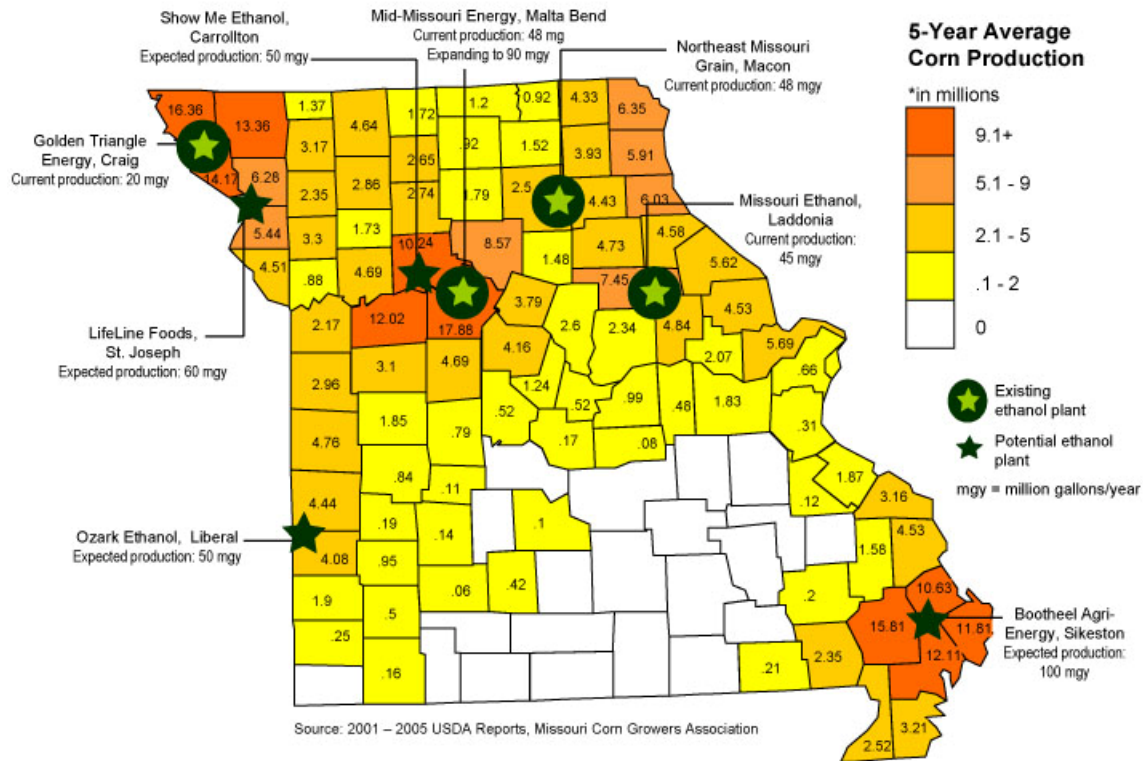 Show Me Ethanol,
Carrollton
Expected production: 50 mgy
Mid-Missouri Energy, Malta Bend
Current production: 48 mg
Expanding to 90 mgy
Northeast Missouri
Grain, Macon
Current production: 48 mgy
5-Year Average
Corn Production
*in millions
9.1+
5.1 - 9
2.1 - 5
.1 - 2
0
Existing
ethanol plant
Potential ethanol
plant
mgy = million gallons/year
Golden Triangle
Energy, Craig
Current production: 20 mgy
Missouri Ethanol,
Laddonia
Current production:
45 mgy
LifeLine Foods,
St. Joseph
Expected production: 60 mgy
Ozark Ethanol, Liberal
Expected production: 50 mgy
Bootheel Agri-
Energy, Sikeston
Expected production:
100 mgy
16.36
13.36
1.37
4.64
1.72
1.2
0.92
4.33
6.35
3.17
2.65
.92
1.52
3.93
5.91
14.17
6.28
2.35
2.86
2.74
1.79
2.5
4.43
6.03
5.44
3.3
1.73
10.24
8.57
1.48
4.73
4.58
4.51
.88
4.69
7.45
5.62
2.17
12.02
17.88
3.79
2.6
2.34
4.84
4.53
2.96
3.1
4.69
4.16
2.07
5.69
1.24
.66
4.76
1.85
.79
.52
.52
.99
.48
1.83
.31
.17
.08
4.44
.84
.11
.12
1.87
3.16
.19
.14
.1
4.08
.95
1.58
4.53
1.9
.5
.06
.42
.2
10.63
.25
15.81
11.81
.16
.21
2.35
12.11
2.52
3.21
Source: 2001 – 2005 USDA Reports, Missouri Corn Growers Association